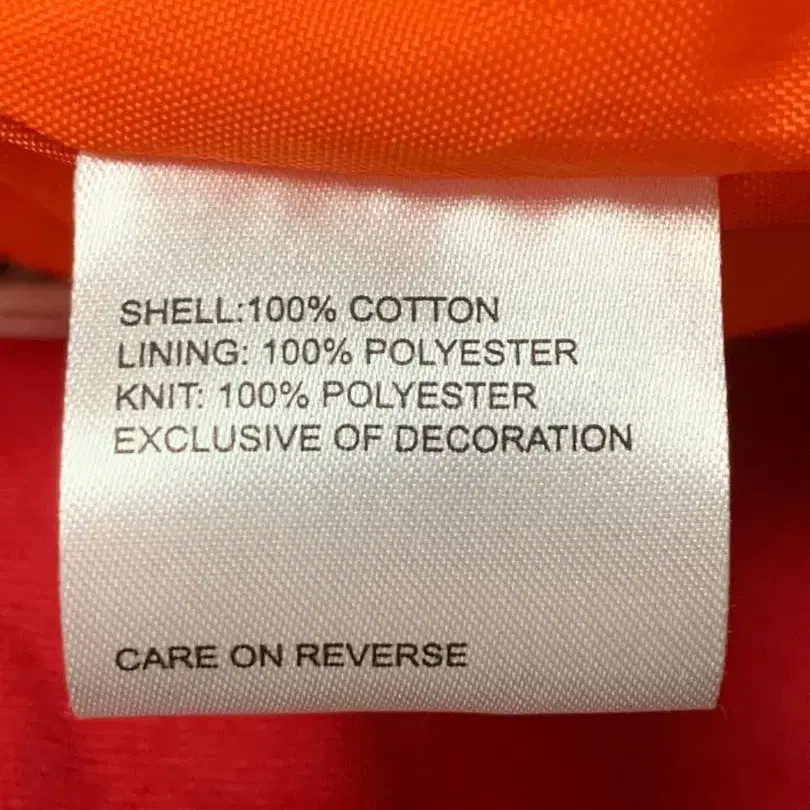 SHELL:100% COTTON
LINING: 100% POLYESTER
KNIT: 100% POLYESTER
EXCLUSIVE OF DECORATION
CARE ON REVERSE